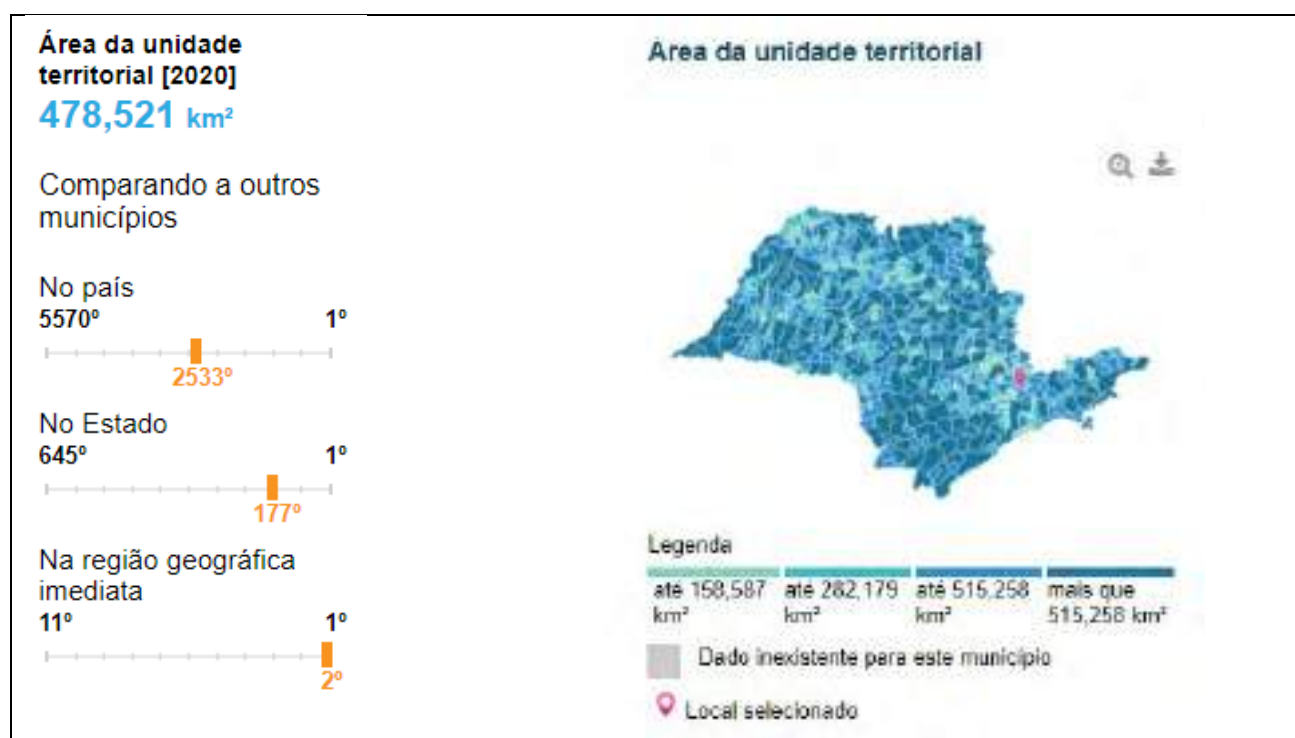 Área da unidade
territorial [2020]
478,521 km²
Comparando a outros
municípios
No país
5570º 1º
2533º
No Estado
645º 1º
177º
Na região geográfica
imediata
11º 1º
2º
Área da unidade territorial
Legenda
até 158,587 km²
até 282,179 km²
até 515,258 km²
mais que 515,258 km²
Dado inexistente para este município
Local selecionado